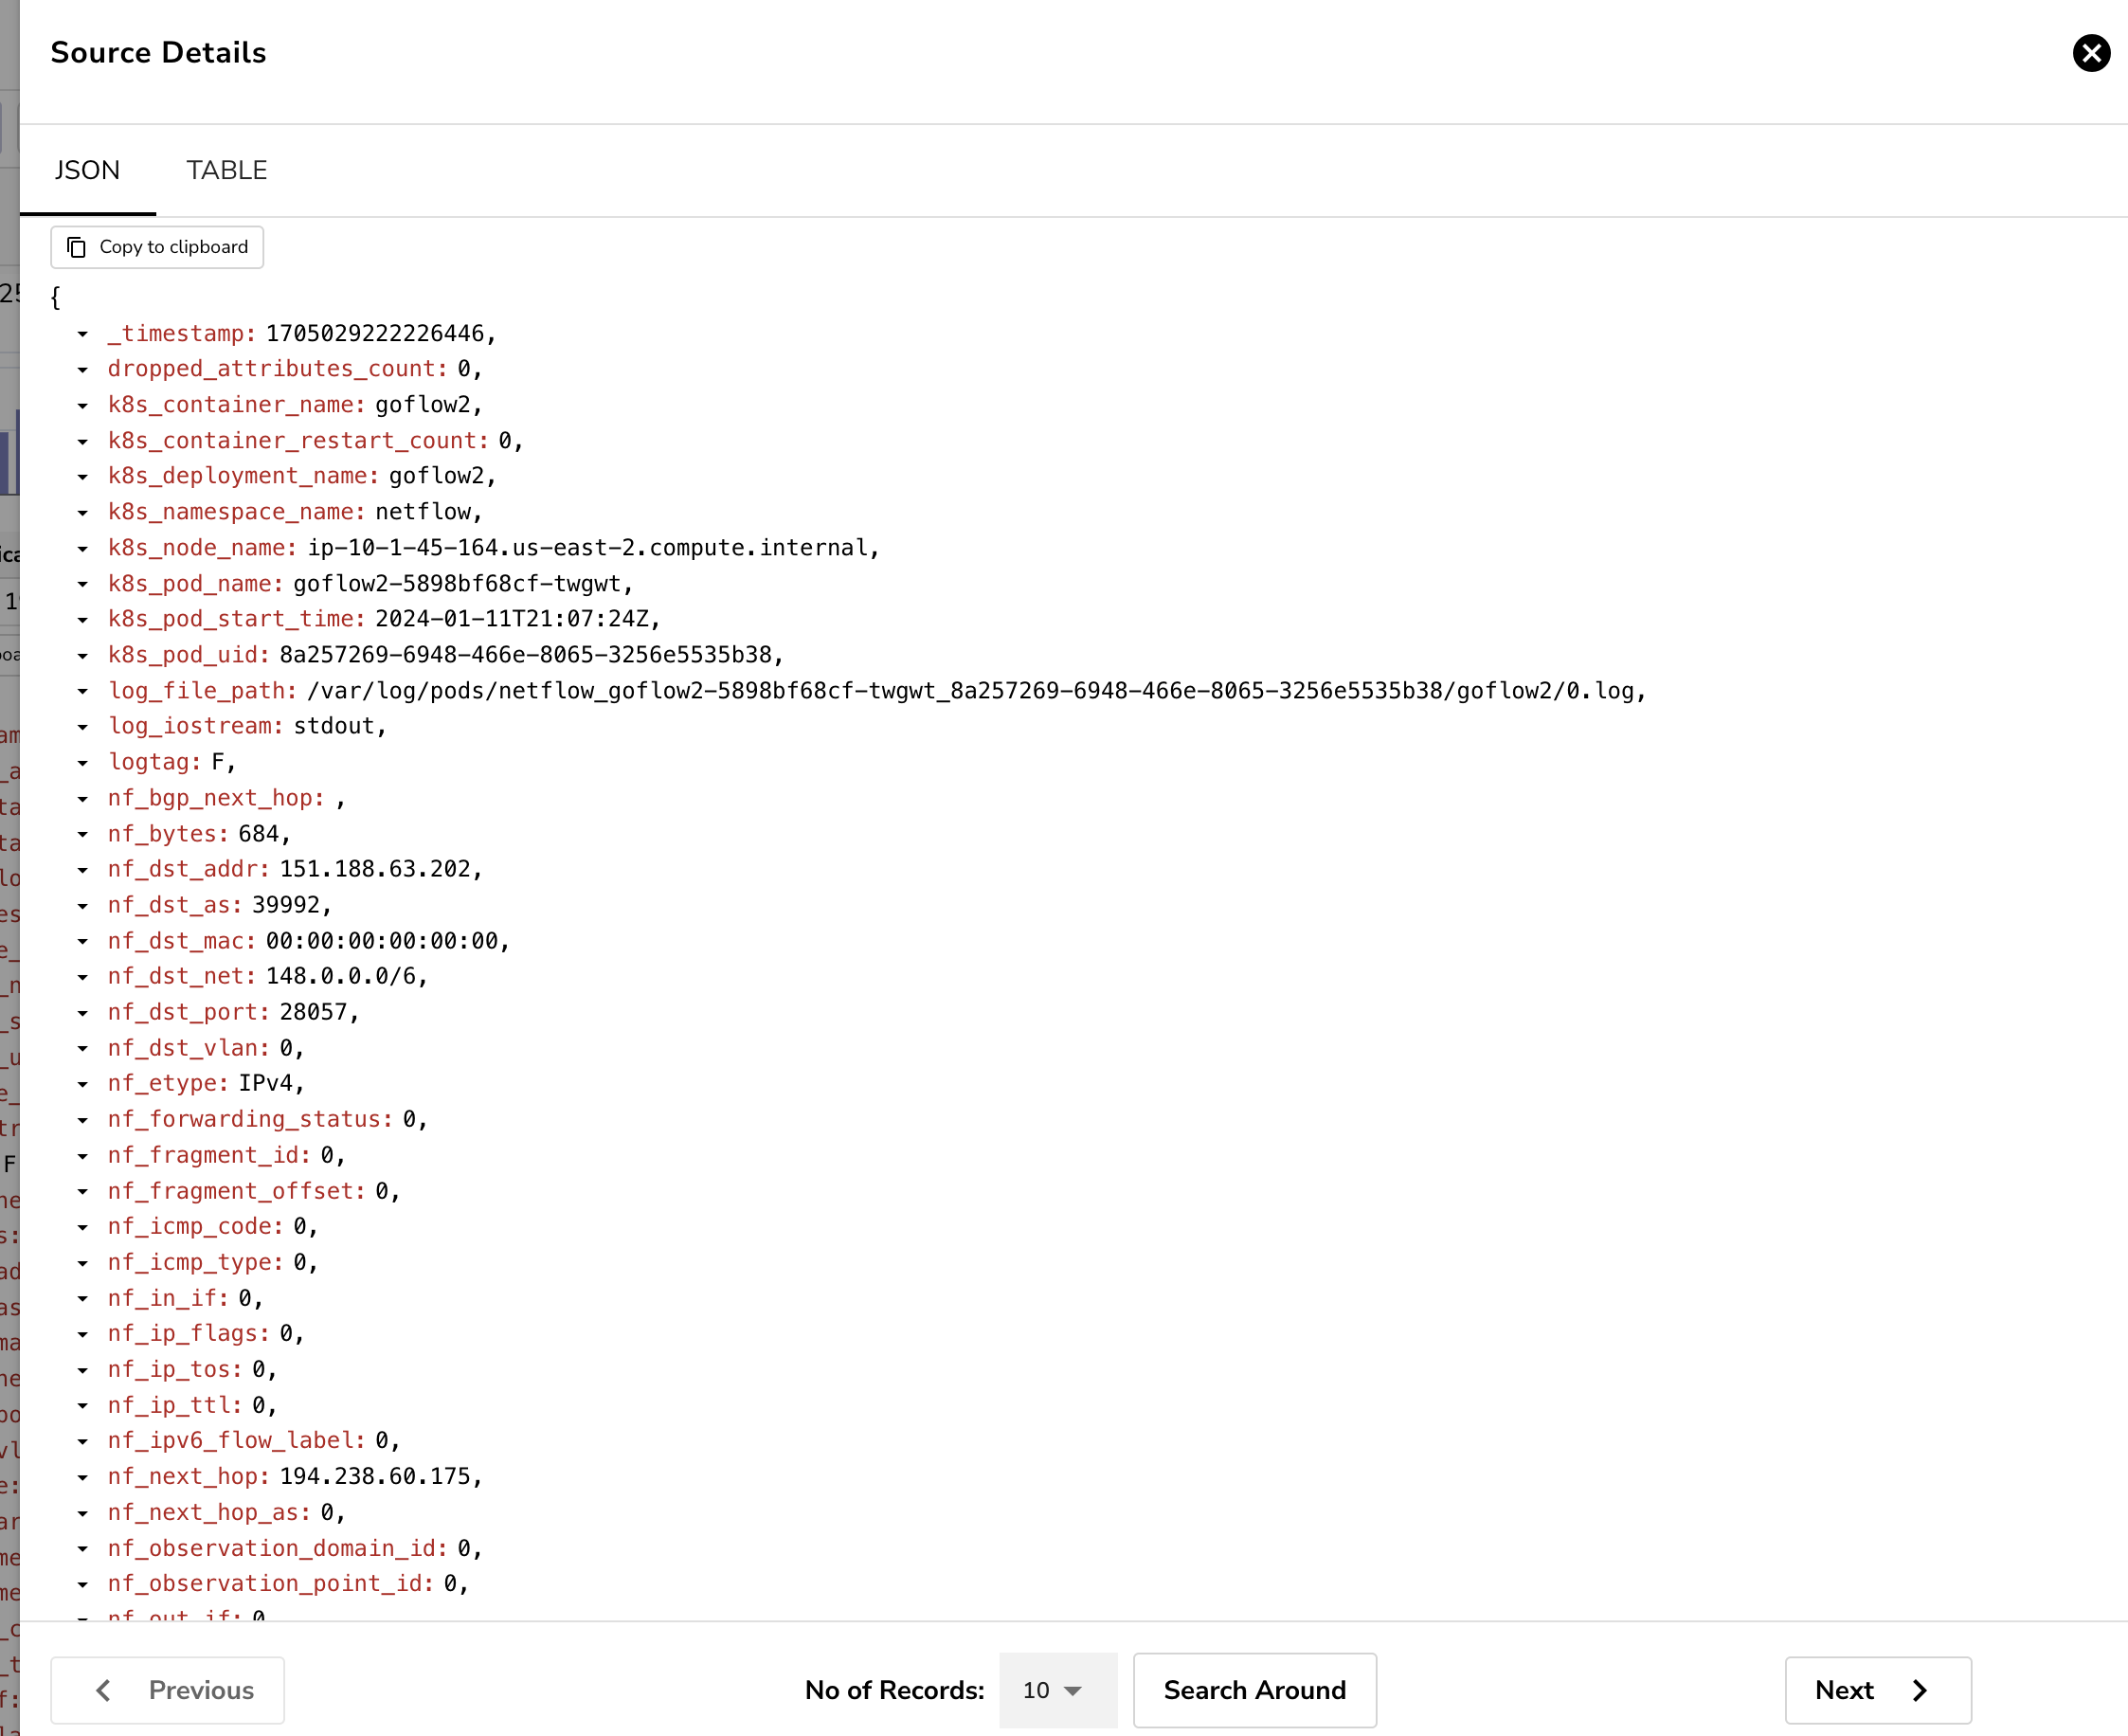 Source Details
JSON TABLE
Copy to clipboard
{
_timestamp: 1705029222226446,
dropped_attributes_count: 0,
k8s_container_name: goflow2,
k8s_container_restart_count: 0,
k8s_deployment_name: goflow2,
k8s_namespace_name: netflow,
k8s_node_name: ip-10-1-45-164.us-east-2.compute.internal,
k8s_pod_name: goflow2-5898bf68cf-twgwt,
k8s_pod_start_time: 2024-01-11T21:07:24Z,
k8s_pod_uid: 8a257269-6948-466e-8065-3256e5535b38,
log_file_path: /var/log/pods/netflow_goflow2-5898bf68cf-twgwt_8a257269-6948-466e-8065-3256e5535b38/goflow2/0.log,
log_iostream: stdout,
logtag: F,
nf_bgp_next_hop: ,
nf_bytes: 684,
nf_dst_addr: 151.188.63.202,
nf_dst_as: 39992,
nf_dst_mac: 00:00:00:00:00:00,
nf_dst_net: 148.0.0.0/6,
nf_dst_port: 28057,
nf_dst_vlan: 0,
nf_etype: IPv4,
nf_forwarding_status: 0,
nf_fragment_id: 0,
nf_fragment_offset: 0,
nf_icmp_code: 0,
nf_icmp_type: 0,
nf_in_if: 0,
nf_ip_flags: 0,
nf_ip_tos: 0,
nf_ip_ttl: 0,
nf_ipv6_flow_label: 0,
nf_next_hop: 194.238.60.175,
nf_next_hop_as: 0,
nf_observation_domain_id: 0,
nf_observation_point_id: 0,
nf_out_if: 0
Previous No of Records: 10 Search Around Next